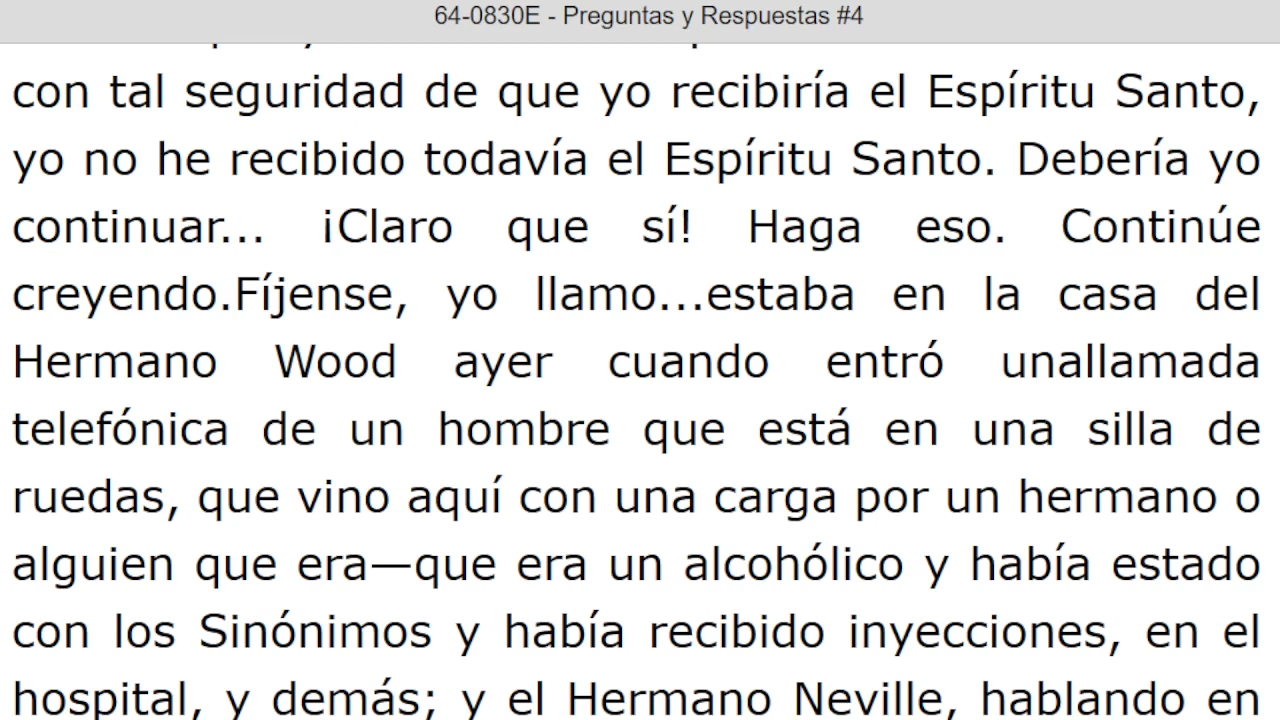 64-0830E - Preguntas y Respuestas #4
con tal seguridad de que yo recibiría el Espíritu Santo,
yo no he recibido todavía el Espíritu Santo. Debería yo
continuar... ¡Claro que sí! Haga eso. Continúe
creyendo.Fíjense, yo llamo...estaba en la casa del
Hermano Wood ayer cuando entró unallamada
telefónica de un hombre que está en una silla de
ruedas, que vino aquí con una carga por un hermano o
alguien que era—que era un alcohólico y había estado
con los Sinónimos y había recibido inyecciones, en el
hospital, y demás; y el Hermano Neville, hablando en